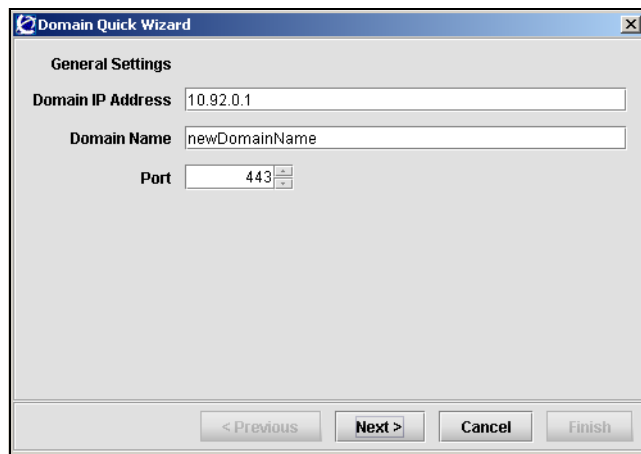 Domain Quick Wizard
General Settings
Domain IP Address 10.92.0.1
Domain Name newDomainName
Port 443
< Previous Next > Cancel Finish